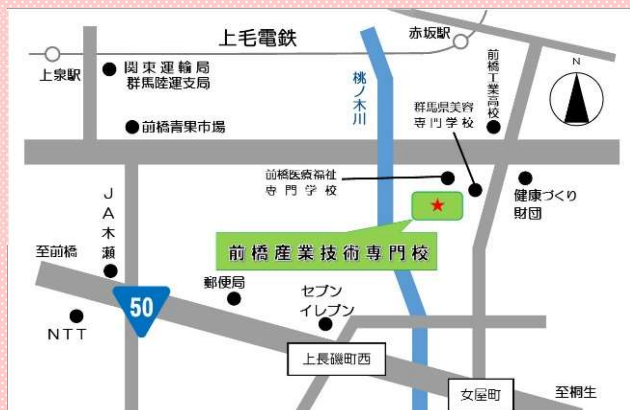 上毛電鉄
赤坂駅
上泉駅
関東運輸局
群馬陸運支局
桃ノ木川
前橋工業高校
N
群馬県美容
専門学校
前橋青果市場
前橋医療福祉
専門学校
健康づくり
財団
JA木瀬
前橋産業技術専門校
至前橋
50
郵便局
セブン
イレブン
NTT
上長磯町西
女屋町
至桐生